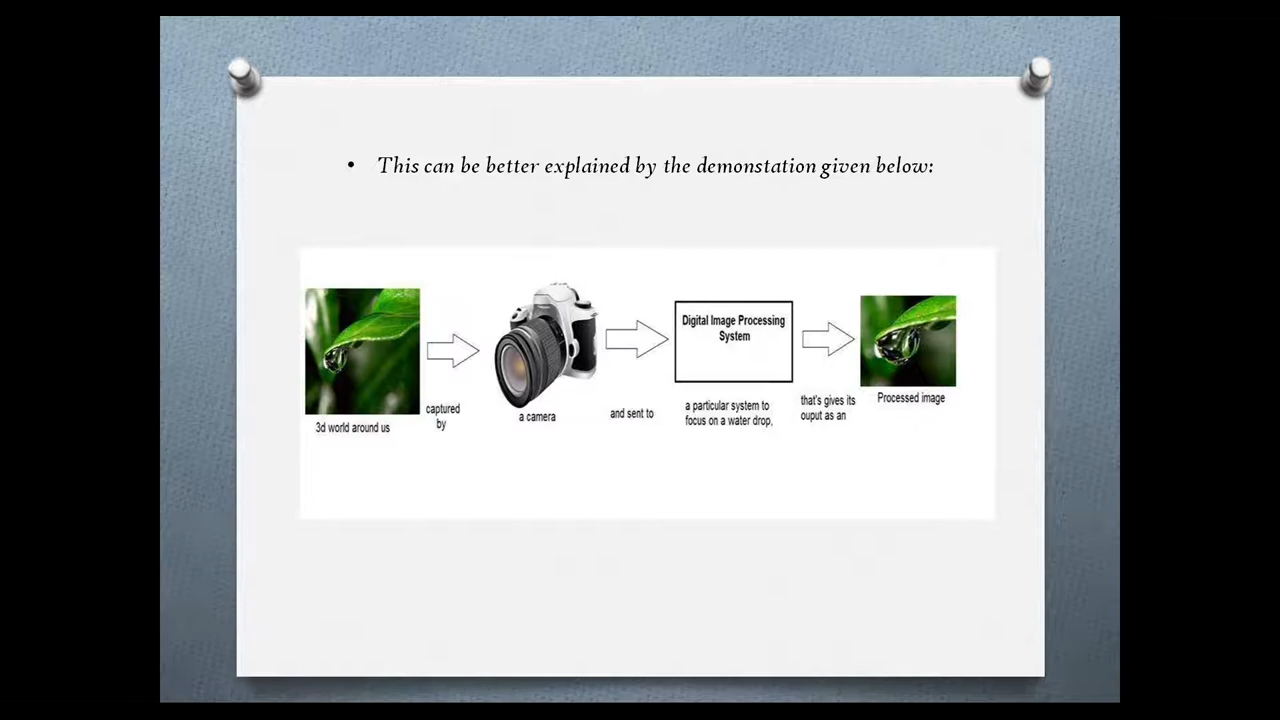 • This can be better explained by the demonstation given below:
Digital Image Processing
System
3d world around us
captured
by
a camera
and sent to
a particular system to
focus on a water drop,
that's gives its
ouput as an
Processed image